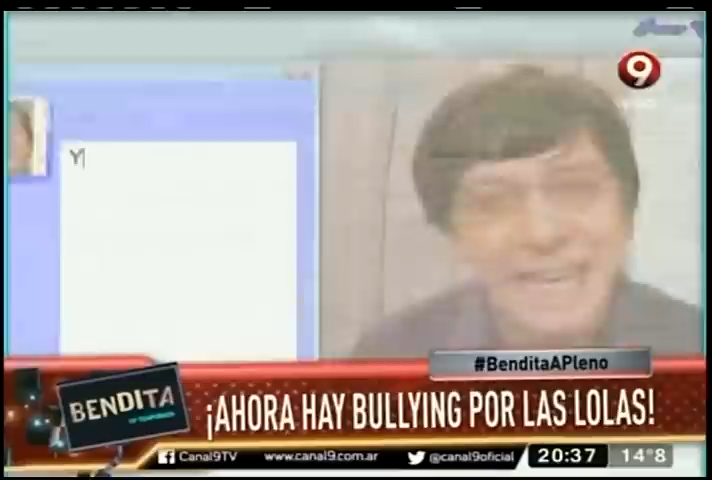 9
Y
#BenditaAPleno
BENDITA
¡AHORA HAY BULLYING POR LAS LOLAS!
Canal9TV www.canal9.com.ar @canal9oficial 20:37 14°8